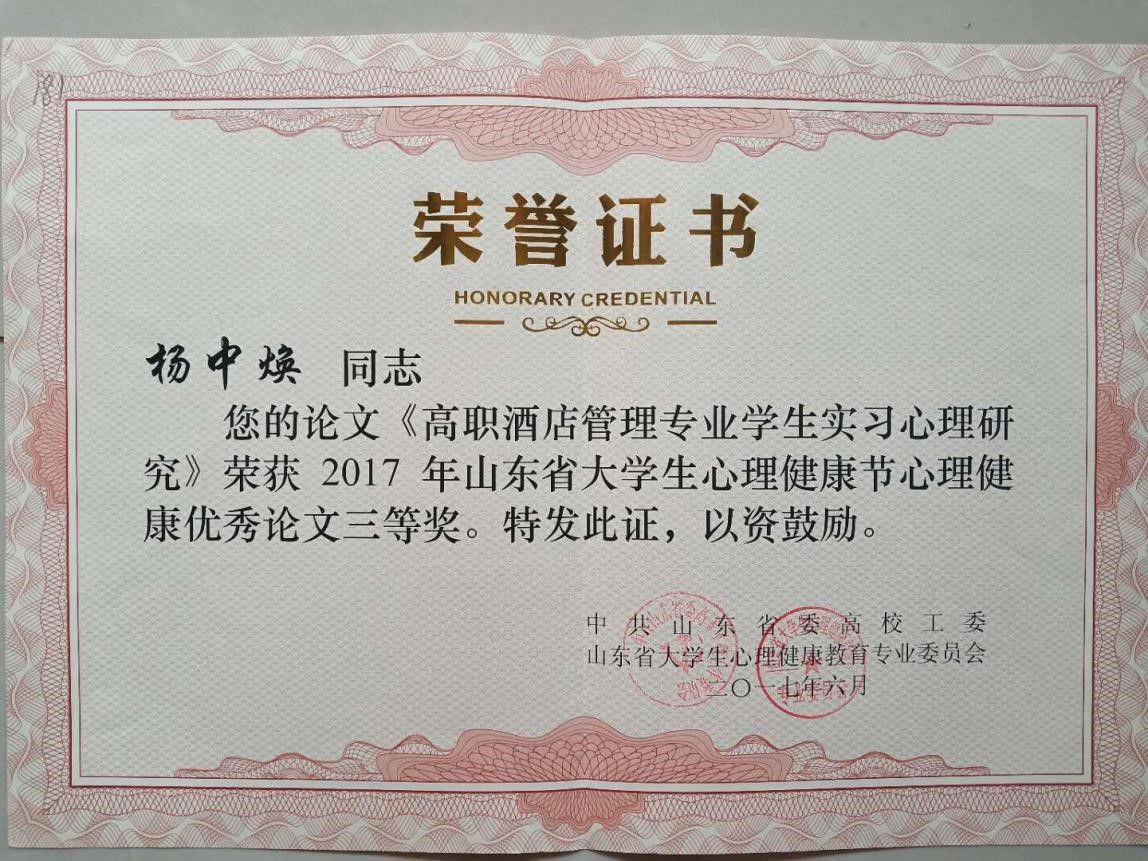 181
荣誉证书
HONORARY CREDENTIAL
杨中焕 同志
您的论文《高职酒店管理专业学生实习心理研
究》荣获 2017 年山东省大学生心理健康节心理健
康优秀论文三等奖。特发此证，以资鼓励。
中共山东省委高校工委
山东省大学生心理健康教育专业委员会
二〇一七年六月